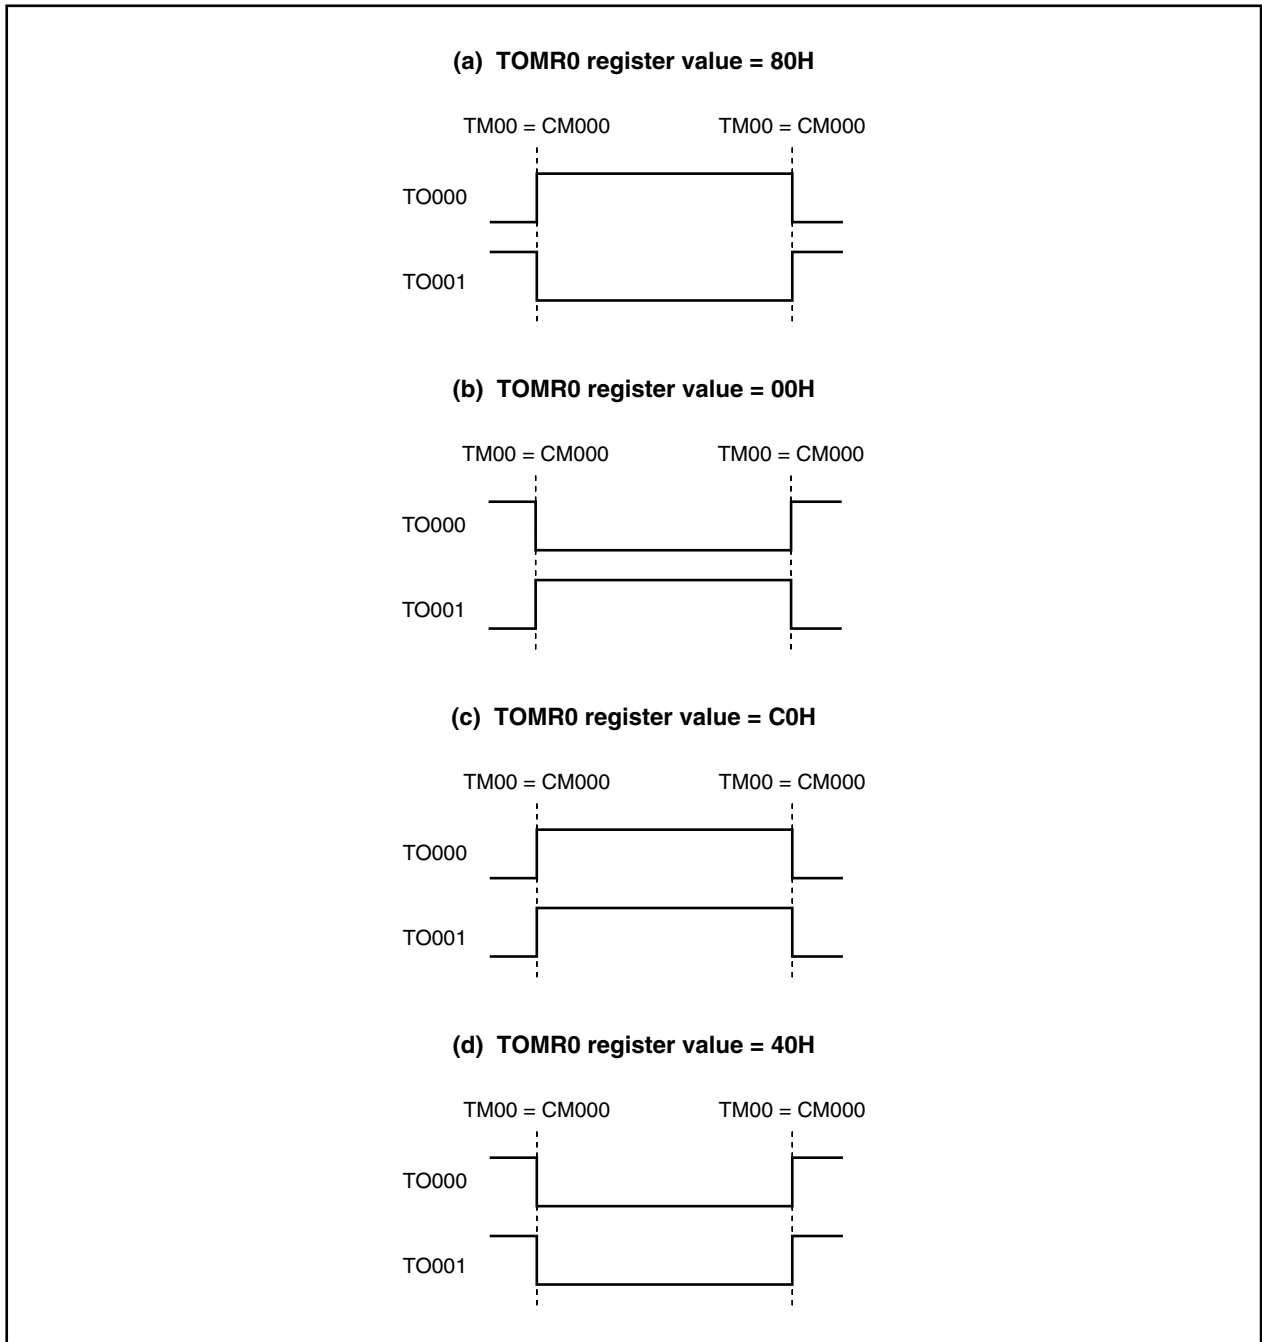 (a) TOMR0 register value = 80H
TM00 = CM000 TM00 = CM000
TO000
TO001
(b) TOMR0 register value = 00H
TM00 = CM000 TM00 = CM000
TO000
TO001
(c) TOMR0 register value = C0H
TM00 = CM000 TM00 = CM000
TO000
TO001
(d) TOMR0 register value = 40H
TM00 = CM000 TM00 = CM000
TO000
TO001